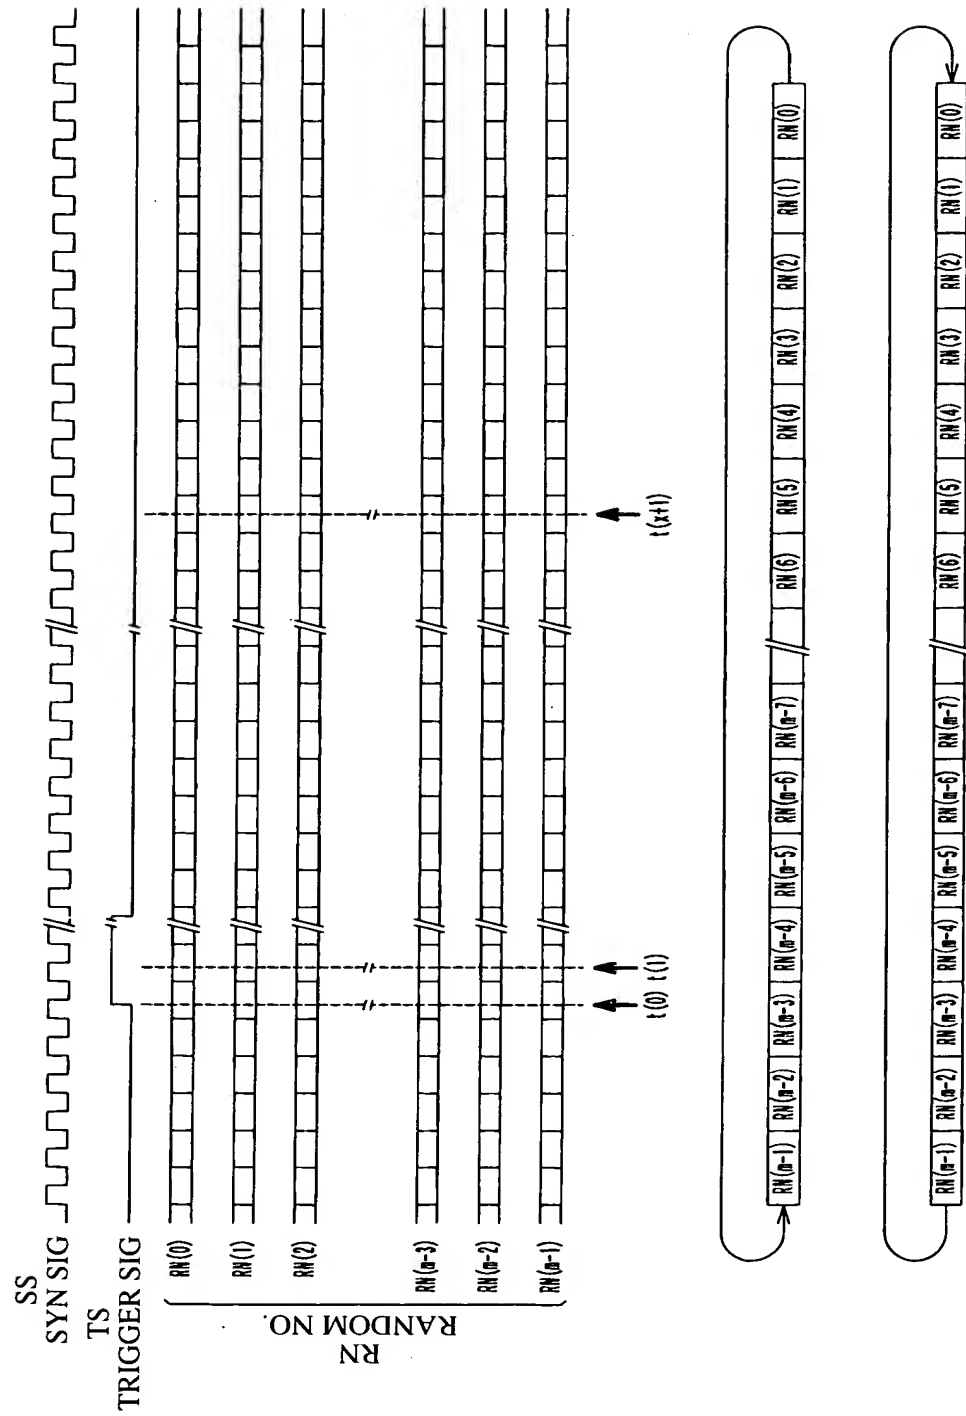 SS
SYN SIG
TS
TRIGGER SIG
RN
RANDOM NO.
RN(0)
RN(1)
RN(2)
RN(m-3)
RN(m-2)
RN(m-1)
t(0) t(1) t(x+1)
RN(m-1) RN(m-2) RN(m-3) RN(m-4) RN(m-5) RN(m-6) RN(m-7) RN(6) RN(5) RN(4) RN(3) RN(2) RN(1) RN(0)
RN(m-1) RN(m-2) RN(m-3) RN(m-4) RN(m-5) RN(m-6) RN(m-7) RN(6) RN(5) RN(4) RN(3) RN(2) RN(1) RN(0)